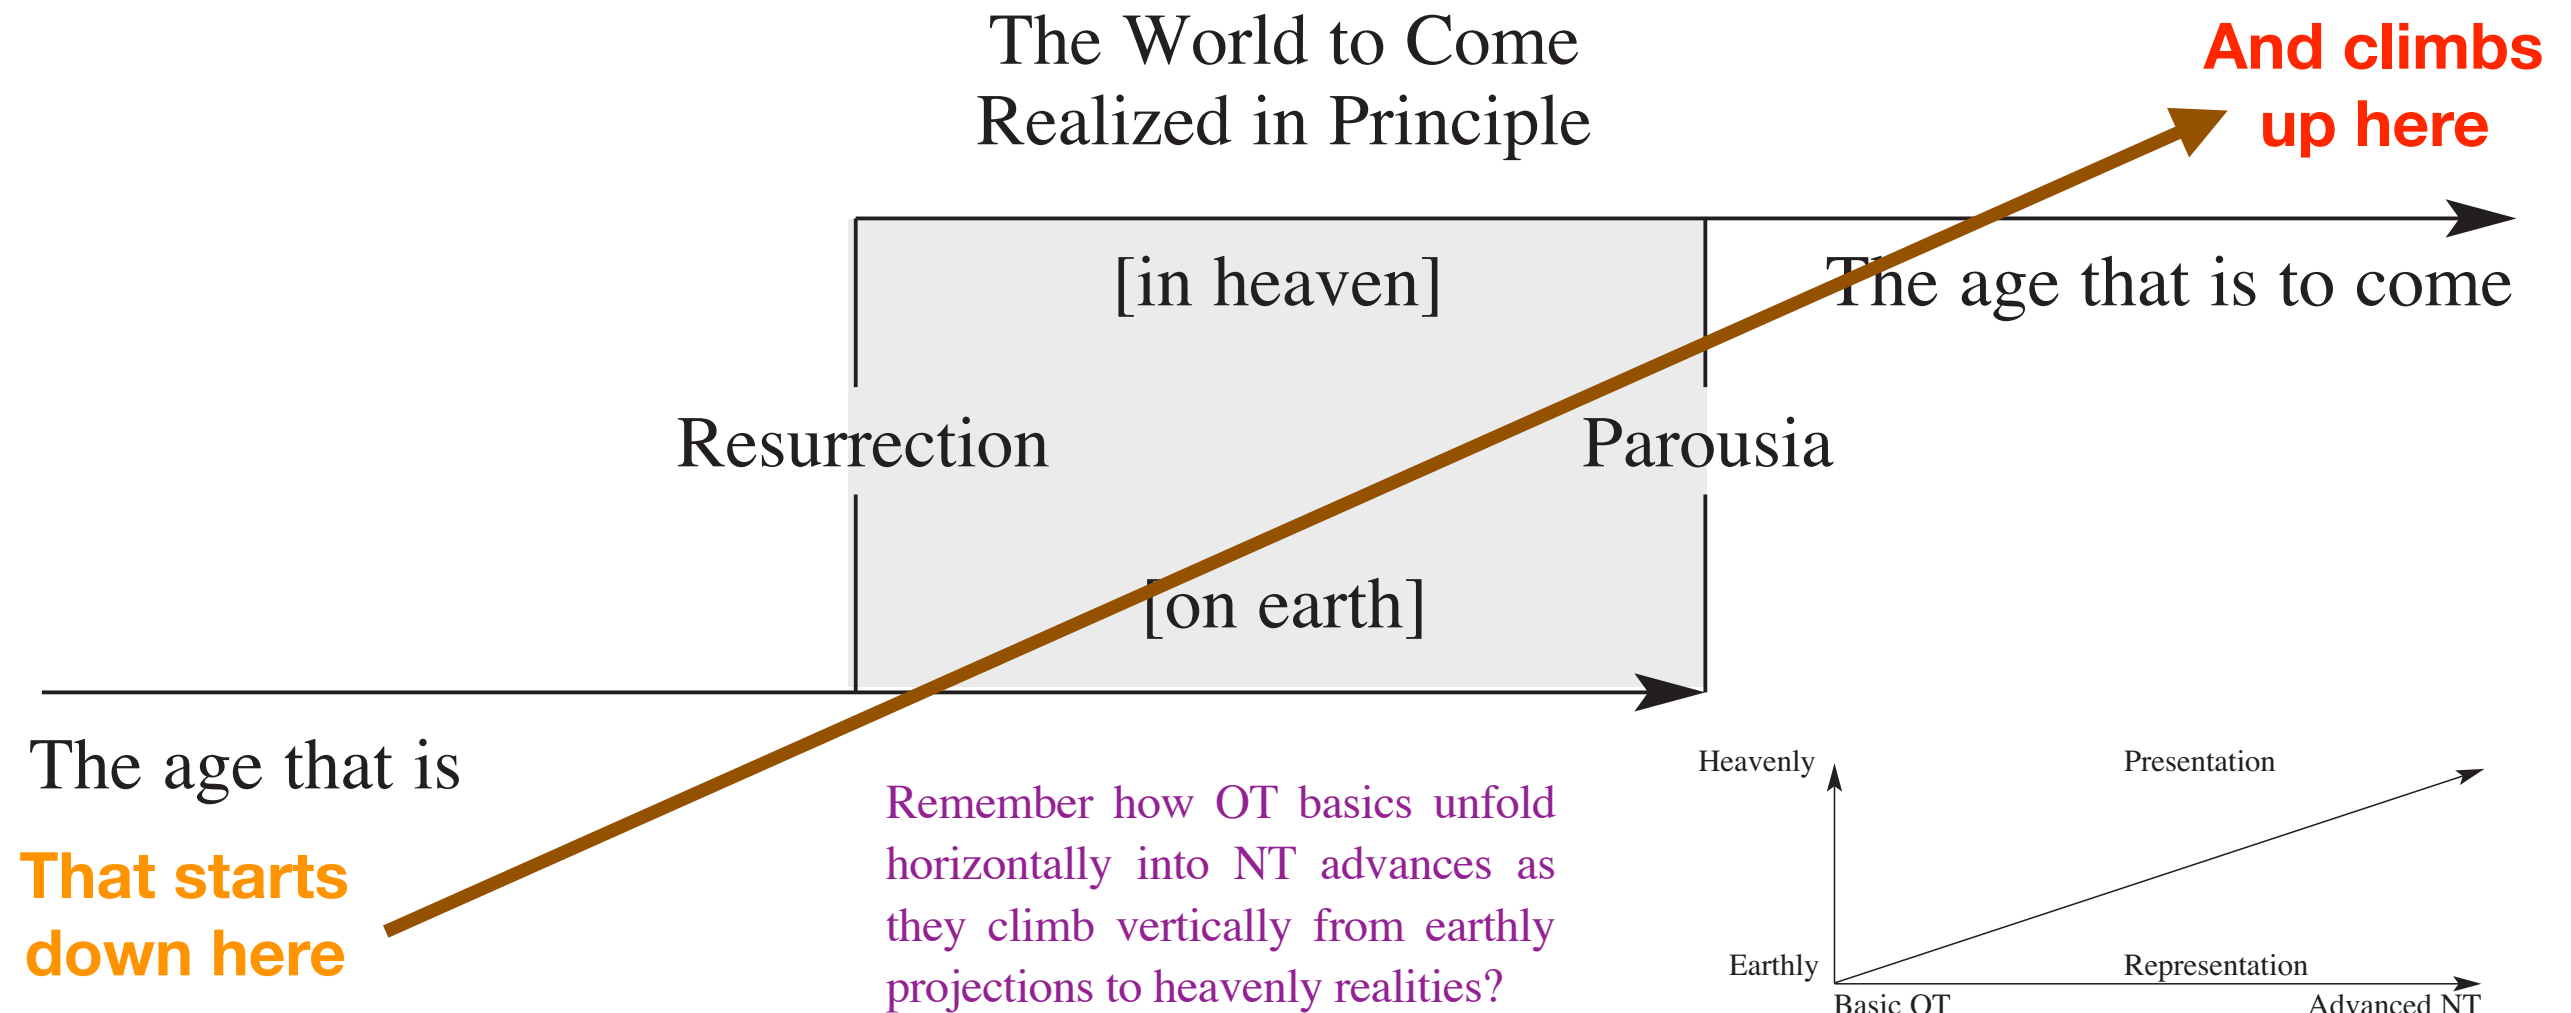 The World to Come
Realized in Principle
And climbs
up here
[in heaven]
The age that is to come
Resurrection
Parousia
[on earth]
The age that is
That starts
down here
Remember how OT basics unfold
horizontally into NT advances as
they climb vertically from earthly
projections to heavenly realities?
Heavenly
Presentation
Earthly
Representation
Basic OT
Advanced NT